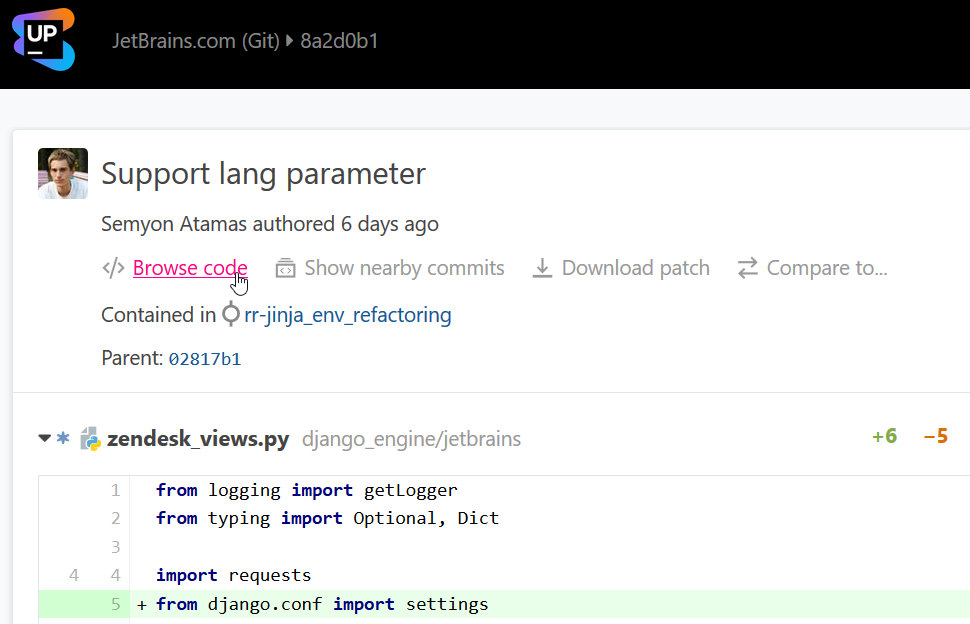 UP
JetBrains.com (Git) 8a2d0b1
Support lang parameter
Semyon Atamas authored 6 days ago
</> Browse code Show nearby commits Download patch Compare to...
Contained in rr-jinja_env_refactoring
Parent: 02817b1
* zendesk_views.py django_engine/jetbrains +6 −5
1 from logging import getLogger
2 from typing import Optional, Dict
3
4 4 import requests
5 + from django.conf import settings